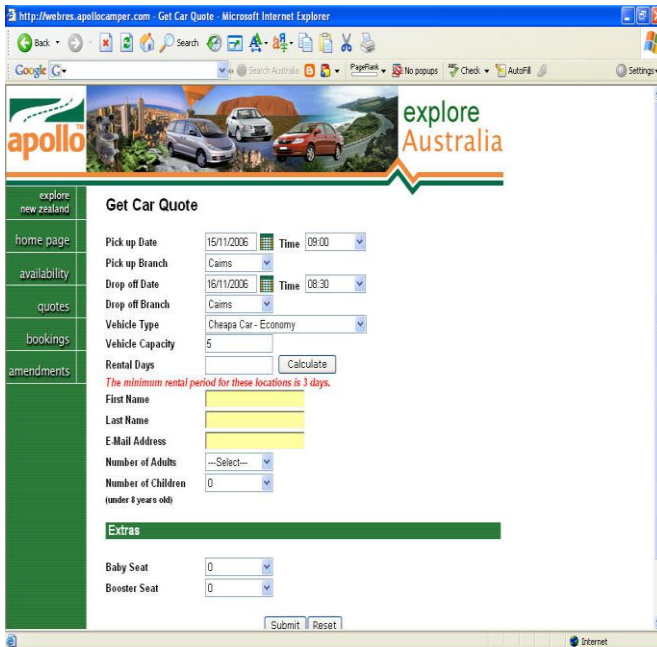 http://webres.apollocamper.com - Get Car Quote - Microsoft Internet Explorer
Back Search
Google G Search Australia PageRank No popups Check AutoFill Settings
apollo TM explore Australia
explore new zealand
home page
availability
quotes
bookings
amendments
Get Car Quote
Pick up Date 15/11/2006 Time 09:00
Pick up Branch Cairns
Drop off Date 16/11/2006 Time 08:30
Drop off Branch Cairns
Vehicle Type Cheapa Car - Economy
Vehicle Capacity 5
Rental Days Calculate
The minimum rental period for these locations is 3 days.
First Name
Last Name
E-Mail Address
Number of Adults ---Select---
Number of Children 0
(under 8 years old)
Extras
Baby Seat 0
Booster Seat 0
Submit Reset
Internet